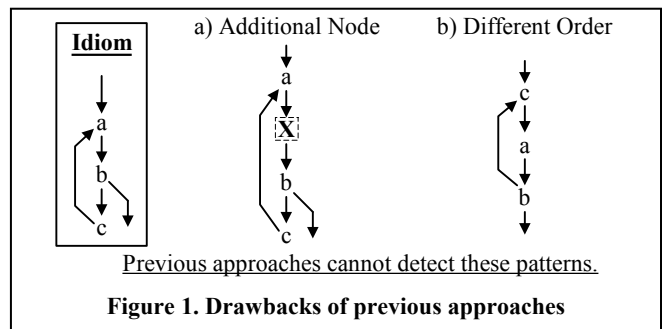 Idiom
a
b
c
a) Additional Node
a
X
b
c
b) Different Order
c
a
b
Previous approaches cannot detect these patterns.
Figure 1. Drawbacks of previous approaches